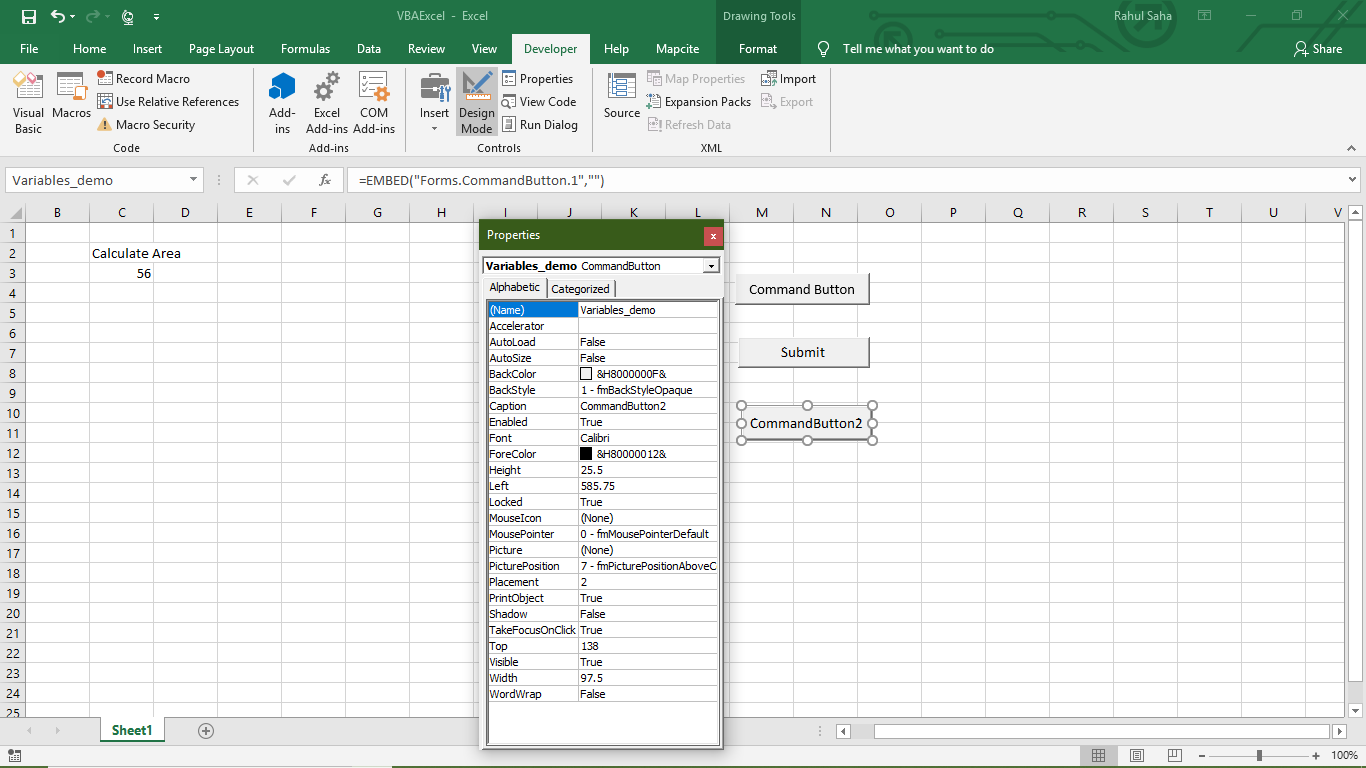 VBAExcel - Excel
Drawing Tools
Rahul Saha
File Home Insert Page Layout Formulas Data Review View Developer Help Mapcite Format Tell me what you want to do Share
Visual Basic
Macros
Record Macro
Use Relative References
Macro Security
Code
Add-ins
Excel Add-ins
COM Add-ins
Add-ins
Insert
Design Mode
Properties
View Code
Run Dialog
Controls
Source
Map Properties
Expansion Packs
Refresh Data
Import
Export
XML
Variables_demo
fx
=EMBED("Forms.CommandButton.1","")
B C D E F G H I J K L M N O P Q R S T U V
1
2 Calculate Area
3 56
4
5
6
7
8
9
10
11
12
13
14
15
16
17
18
19
20
21
22
23
24
25
Properties
x
Variables_demo CommandButton
Alphabetic Categorized
(Name) Variables_demo
Accelerator
AutoLoad False
AutoSize False
BackColor &H8000000F&
BackStyle 1 - fmBackStyleOpaque
Caption CommandButton2
Enabled True
Font Calibri
ForeColor &H80000012&
Height 25.5
Left 585.75
Locked True
MouseIcon (None)
MousePointer 0 - fmMousePointerDefault
Picture (None)
PicturePosition 7 - fmPicturePositionAboveC
Placement 2
PrintObject True
Shadow False
TakeFocusOnClick True
Top 138
Visible True
Width 97.5
WordWrap False
Command Button
Submit
CommandButton2
Sheet1
100%